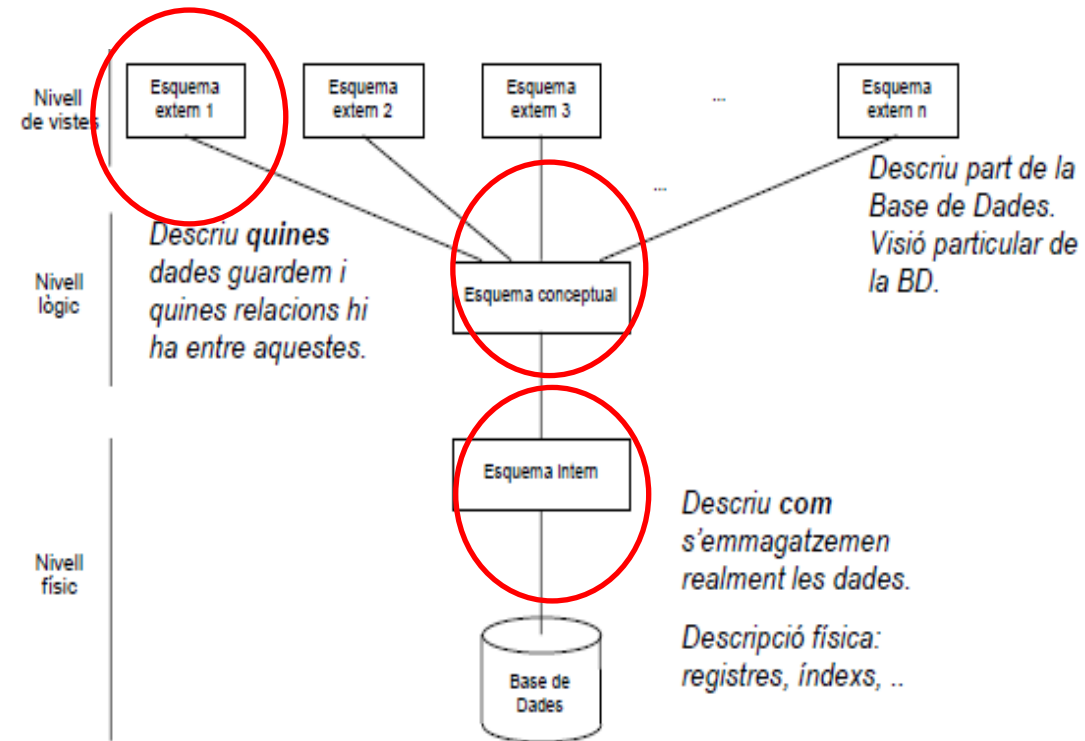 Nivell
de vistes
Esquema
extern 1
Esquema
extern 2
Esquema
extern 3
...
Esquema
extern n
...
Descriu part de la
Base de Dades.
Visió particular de
la BD.
Nivell
lògic
Descriu quines
dades guardem i
quines relacions hi
ha entre aquestes.
Esquema conceptual
Nivell
físic
Esquema Intern
Descriu com
s'emmagatzemen
realment les dades.
Descripció física:
registres, índexs, ..
Base de
Dades